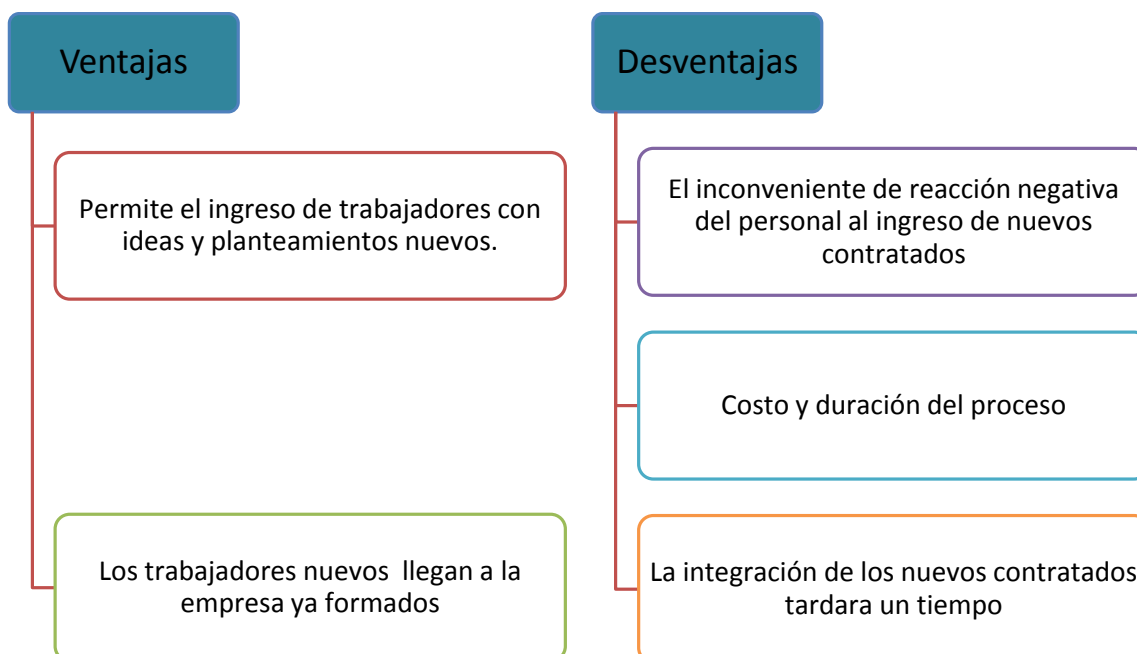 Ventajas
Permite el ingreso de trabajadores con
ideas y planteamientos nuevos.
Los trabajadores nuevos  llegan a la
empresa ya formados
Desventajas
El inconveniente de reacción negativa
del personal al ingreso de nuevos
contratados
Costo y duración del proceso
La integración de los nuevos contratados
tardara un tiempo